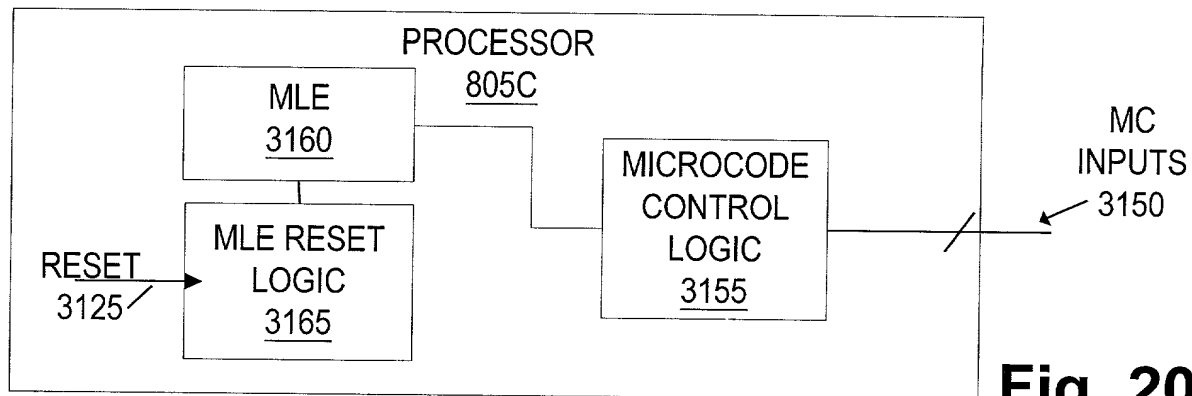 PROCESSOR
805C
MLE
3160
MLE RESET
LOGIC
3165
RESET
3125
MICROCODE
CONTROL
LOGIC
3155
MC
INPUTS
3150
Fig. 20